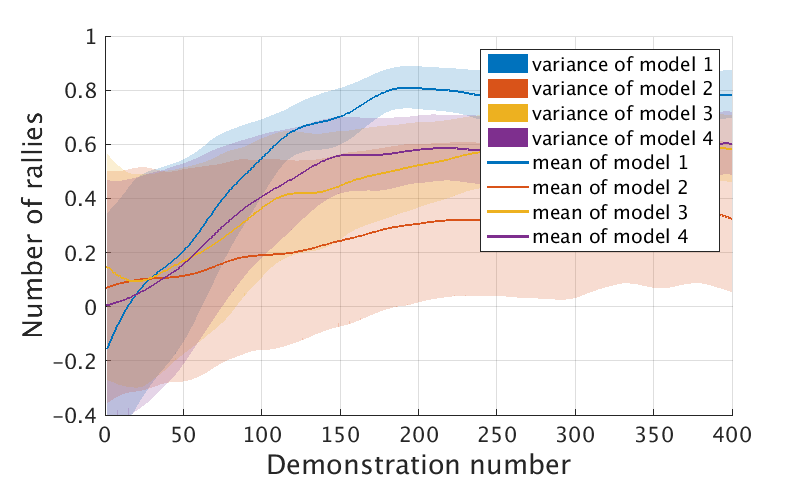 1
0.8
0.6
0.4
0.2
0
-0.2
-0.4
Number of rallies
variance of model 1
variance of model 2
variance of model 3
variance of model 4
mean of model 1
mean of model 2
mean of model 3
mean of model 4
0 50 100 150 200 250 300 350 400
Demonstration number